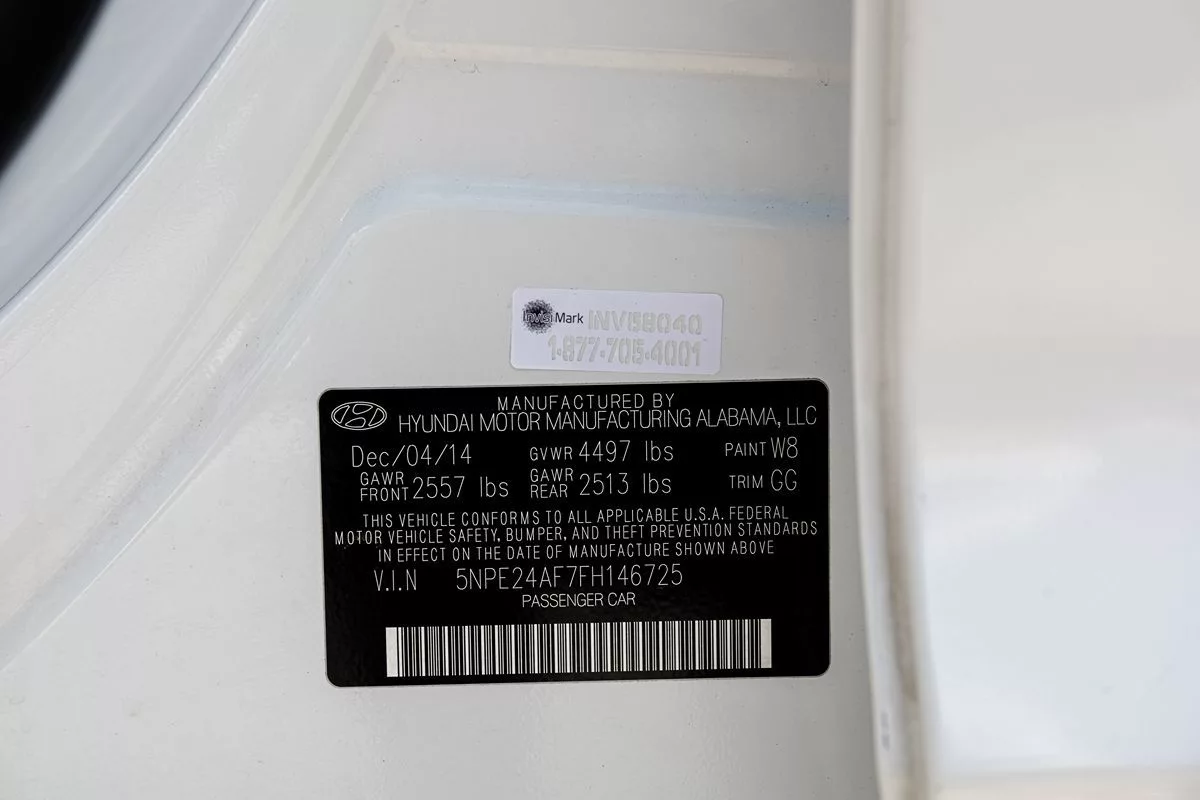 InvisiMark INVGB040
1-877-705-4001
MANUFACTURED BY
HYUNDAI MOTOR MANUFACTURING ALABAMA, LLC
Dec/04/14 GVWR 4497 lbs PAINT W8
GAWR FRONT 2557 lbs GAWR REAR 2513 lbs TRIM GG
THIS VEHICLE CONFORMS TO ALL APPLICABLE U.S.A. FEDERAL
MOTOR VEHICLE SAFETY, BUMPER, AND THEFT PREVENTION STANDARDS
IN EFFECT ON THE DATE OF MANUFACTURE SHOWN ABOVE
V.I.N 5NPE24AF7FH146725
PASSENGER CAR